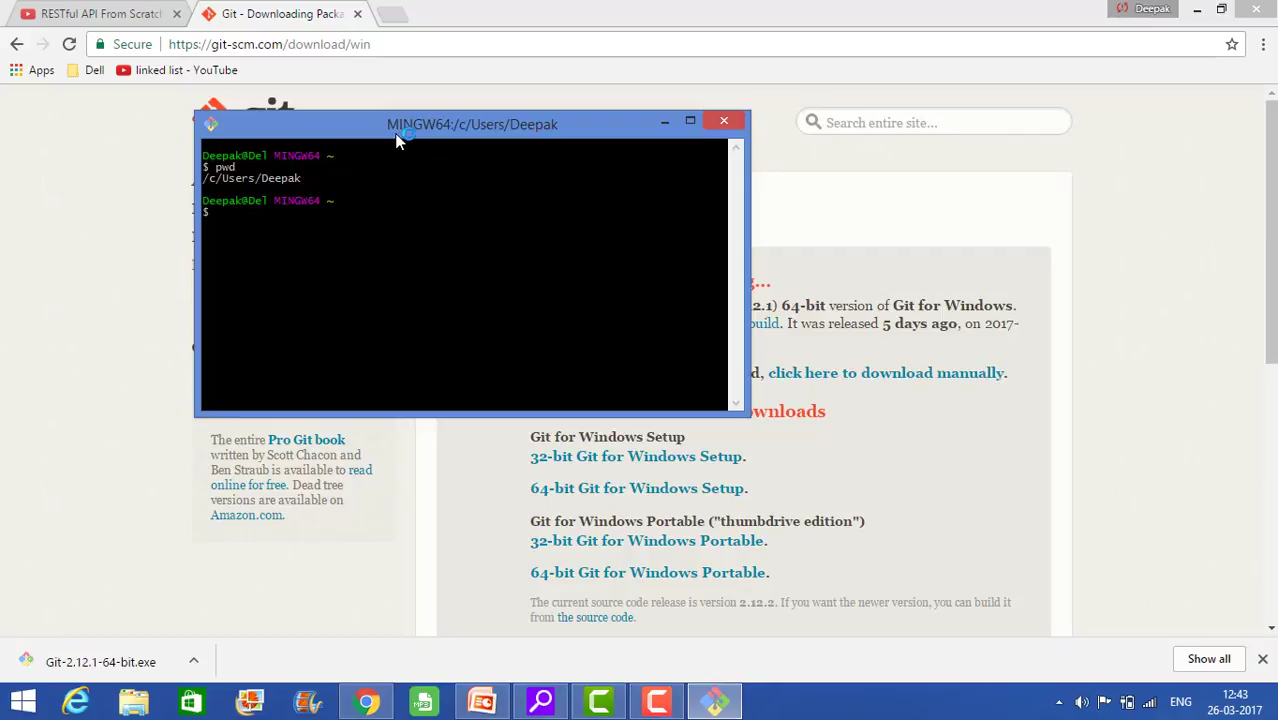 RESTful API From Scratch
Git - Downloading Packa
Deepak
Secure
https://git-scm.com/download/win
Apps
Dell
linked list - YouTube
git
Search entire site...
MINGW64:/c/Users/Deepak
Deepak@Del MINGW64 ~
$ pwd
/c/Users/Deepak
Deepak@Del MINGW64 ~
$
g...
2.1) 64-bit version of Git for Windows.
build. It was released 5 days ago, on 2017-
d, click here to download manually.
ownloads
Git for Windows Setup
32-bit Git for Windows Setup.
64-bit Git for Windows Setup.
Git for Windows Portable ("thumbdrive edition")
32-bit Git for Windows Portable.
64-bit Git for Windows Portable.
The current source code release is version 2.12.2. If you want the newer version, you can build it
from the source code.
The entire Pro Git book
written by Scott Chacon and
Ben Straub is available to read
online for free. Dead tree
versions are available on
Amazon.com.
Git-2.12.1-64-bit.exe
Show all
MP3
ENG
12:43
26-03-2017